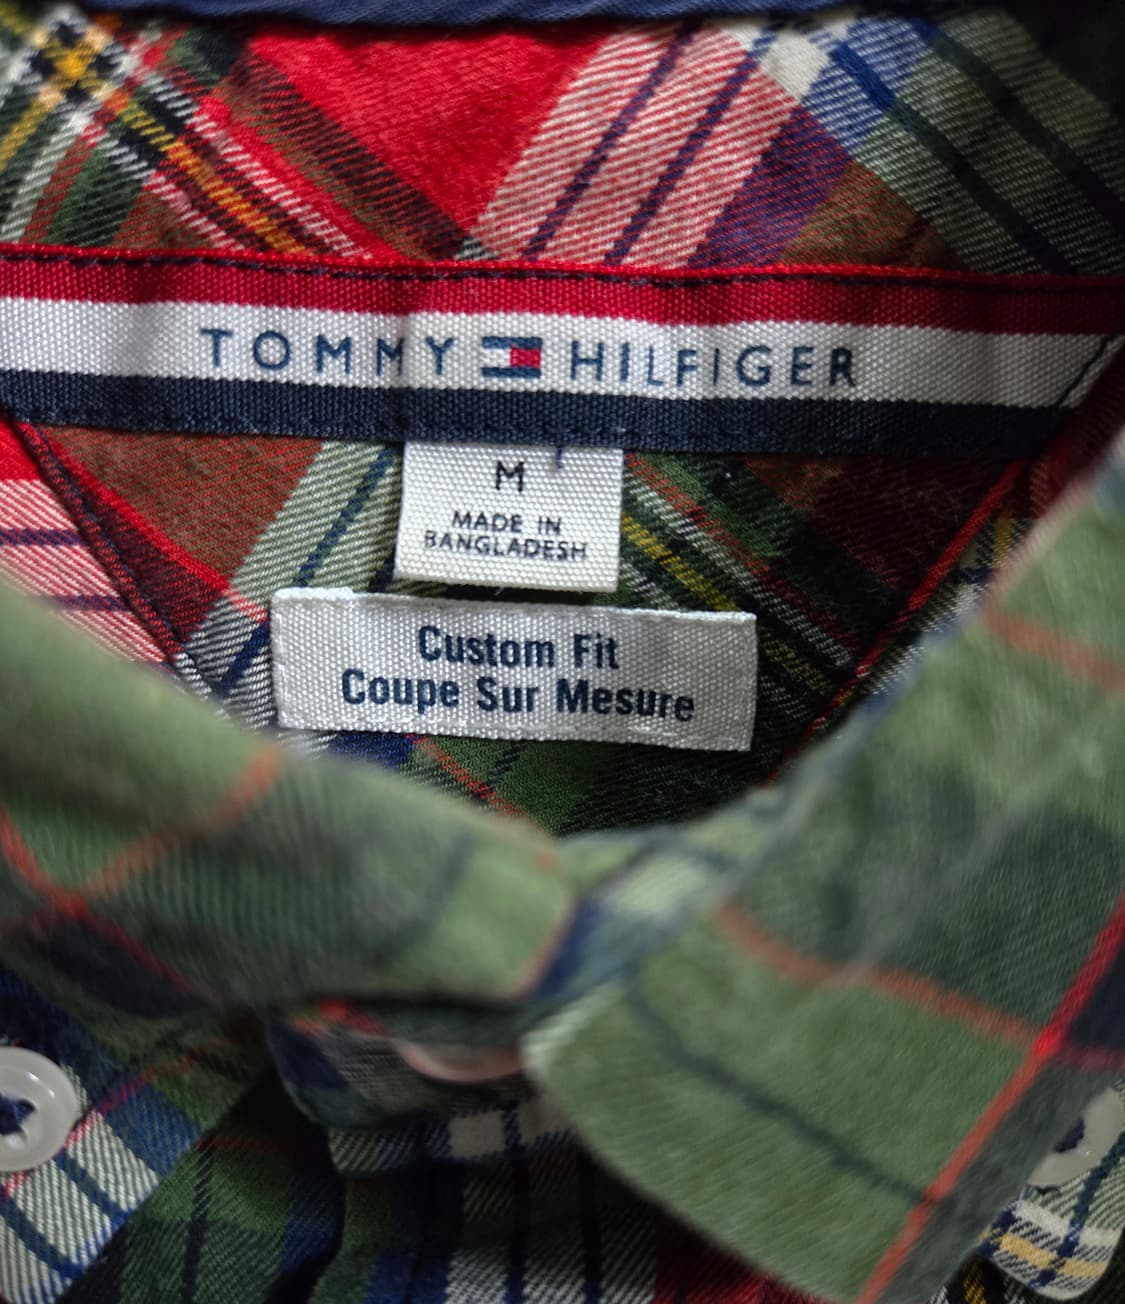 TOMMY HILFIGER
M
MADE IN
BANGLADESH
Custom Fit
Coupe Sur Mesure